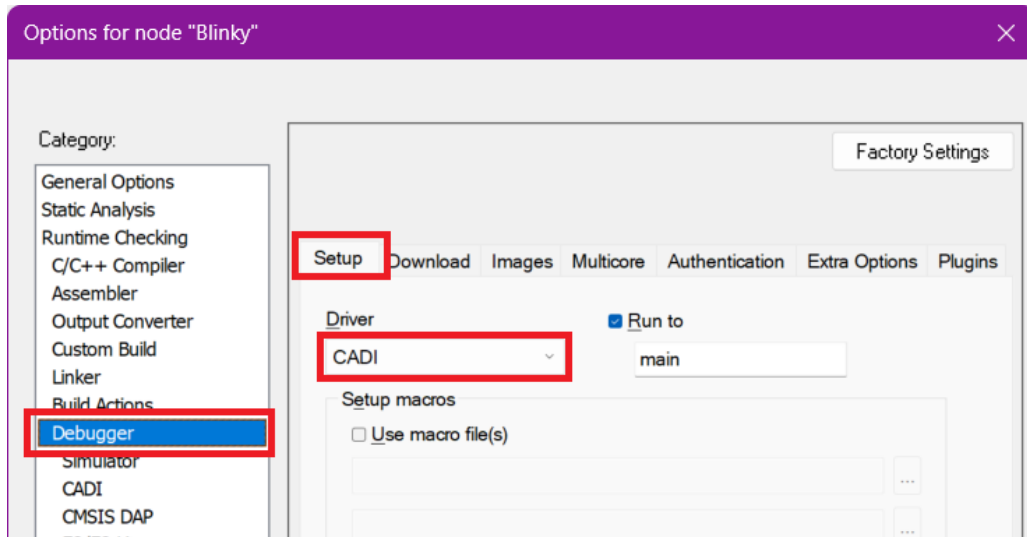 Options for node "Blinky"
Category:
Factory Settings
General Options
Static Analysis
Runtime Checking
C/C++ Compiler
Assembler
Output Converter
Custom Build
Linker
Build Actions
Debugger
Simulator
CADI
CMSIS DAP
Setup Download Images Multicore Authentication Extra Options Plugins
Driver
Run to
CADI
main
Setup macros
Use macro file(s)
...
...